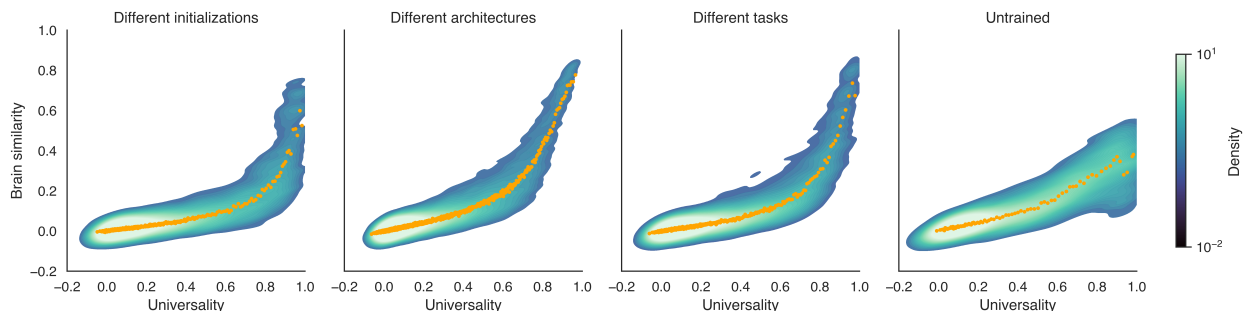 Different initializations
Different architectures
Different tasks
Untrained
Brain similarity
1.0
0.8
0.6
0.4
0.2
0.0
−0.2
−0.2 0.0 0.2 0.4 0.6 0.8 1.0
Universality
−0.2 0.0 0.2 0.4 0.6 0.8 1.0
Universality
−0.2 0.0 0.2 0.4 0.6 0.8 1.0
Universality
−0.2 0.0 0.2 0.4 0.6 0.8 1.0
Universality
10¹
10⁻²
Density